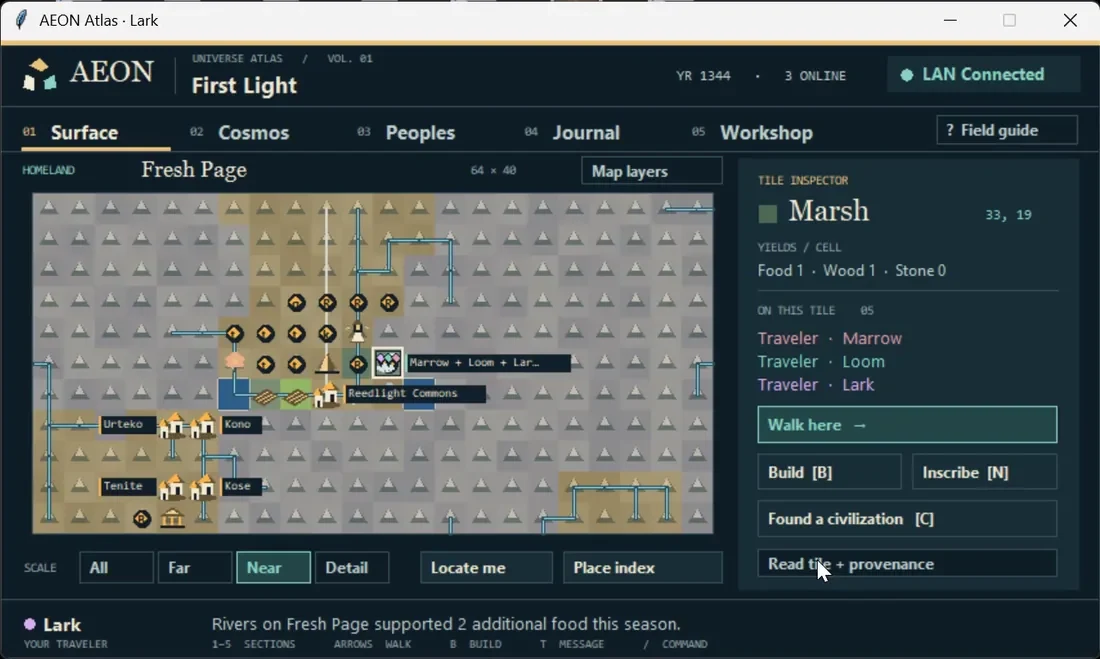 AEON Atlas · Lark
AEON
UNIVERSE ATLAS / VOL. 01
First Light
YR 1344 · 3 ONLINE
LAN Connected
01 Surface
02 Cosmos
03 Peoples
04 Journal
05 Workshop
? Field guide
HOMELAND
Fresh Page
64 × 40
Map layers
Marrow + Loom + Lar…
Reedlight Commons
Urteko
Kono
Tenite
Kose
TILE INSPECTOR
Marsh
33, 19
YIELDS / CELL
Food 1 · Wood 1 · Stone 0
ON THIS TILE 05
Traveler · Marrow
Traveler · Loom
Traveler · Lark
Walk here →
Build [B]
Inscribe [N]
Found a civilization [C]
Read tile + provenance
SCALE
All
Far
Near
Detail
Locate me
Place index
Lark
YOUR TRAVELER
Rivers on Fresh Page supported 2 additional food this season.
1–5 SECTIONS ARROWS WALK B BUILD T MESSAGE / COMMAND